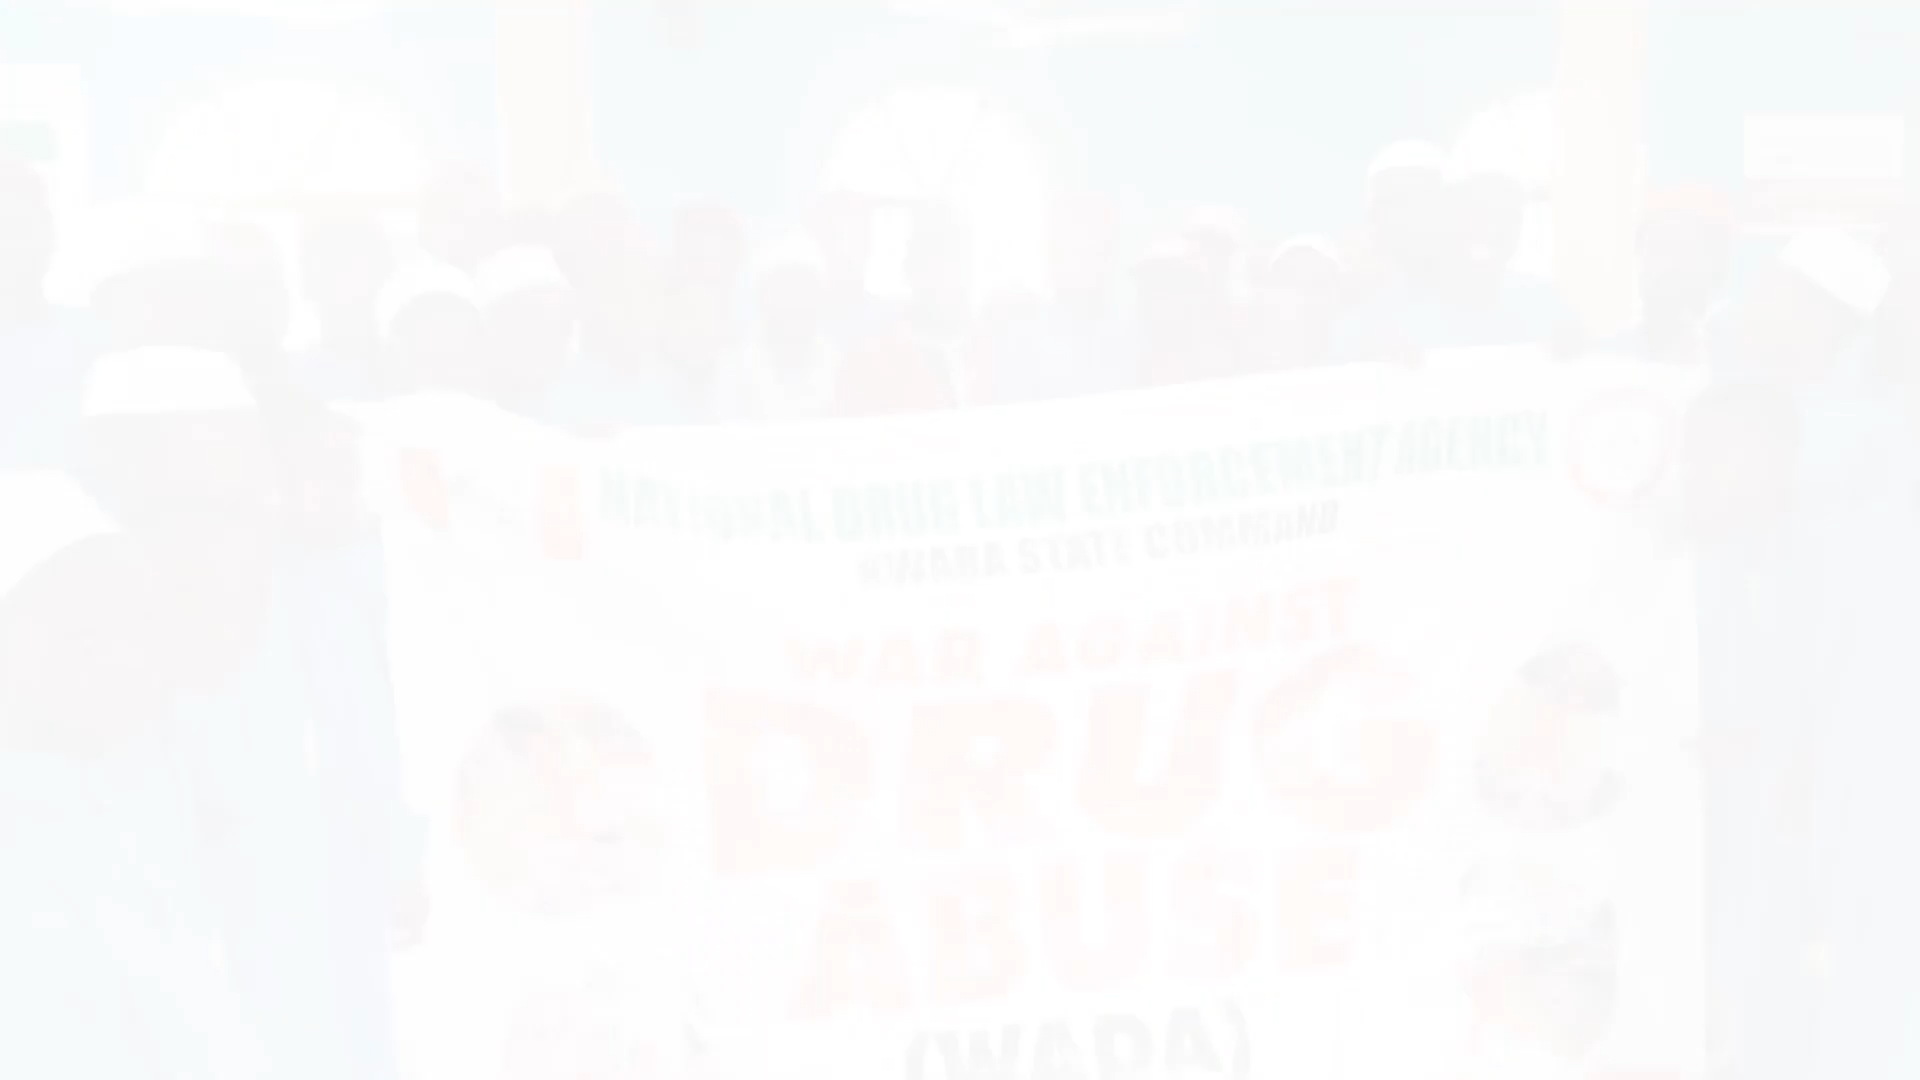 NATIONAL DRUG LAW ENFORCEMENT AGENCY
KWARA STATE COMMAND
WAR AGAINST
DRUG
ABUSE
(WADA)